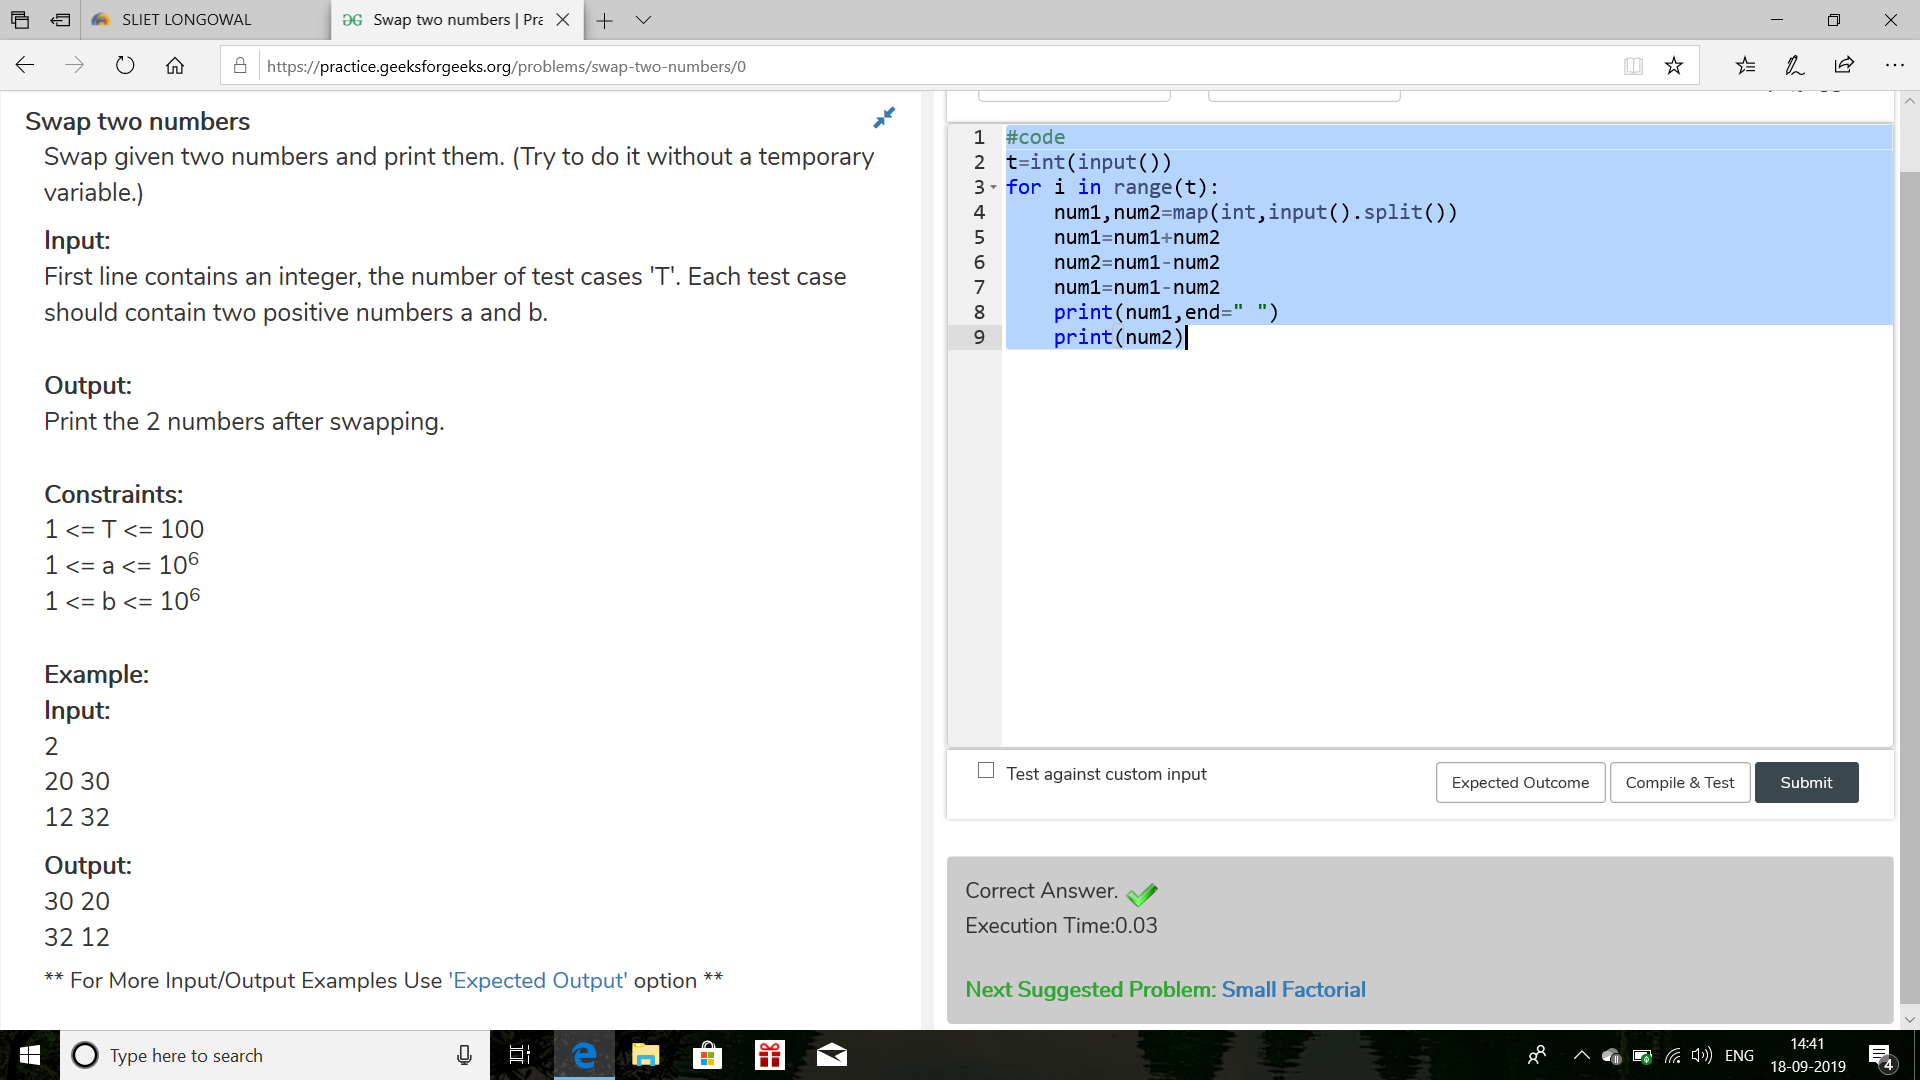 SLIET LONGOWAL
Swap two numbers | Pra
https://practice.geeksforgeeks.org/problems/swap-two-numbers/0
Swap two numbers
Swap given two numbers and print them. (Try to do it without a temporary
variable.)
Input:
First line contains an integer, the number of test cases 'T'. Each test case
should contain two positive numbers a and b.
Output:
Print the 2 numbers after swapping.
Constraints:
1 <= T <= 100
1 <= a <= 10⁶
1 <= b <= 10⁶
Example:
Input:
2
20 30
12 32
Output:
30 20
32 12
** For More Input/Output Examples Use 'Expected Output' option **
1 #code
2 t=int(input())
3 for i in range(t):
4     num1,num2=map(int,input().split())
5     num1=num1+num2
6     num2=num1-num2
7     num1=num1-num2
8     print(num1,end=" ")
9     print(num2)
Test against custom input
Expected Outcome
Compile & Test
Submit
Correct Answer.
Execution Time:0.03
Next Suggested Problem: Small Factorial
Type here to search
ENG
14:41
18-09-2019
4